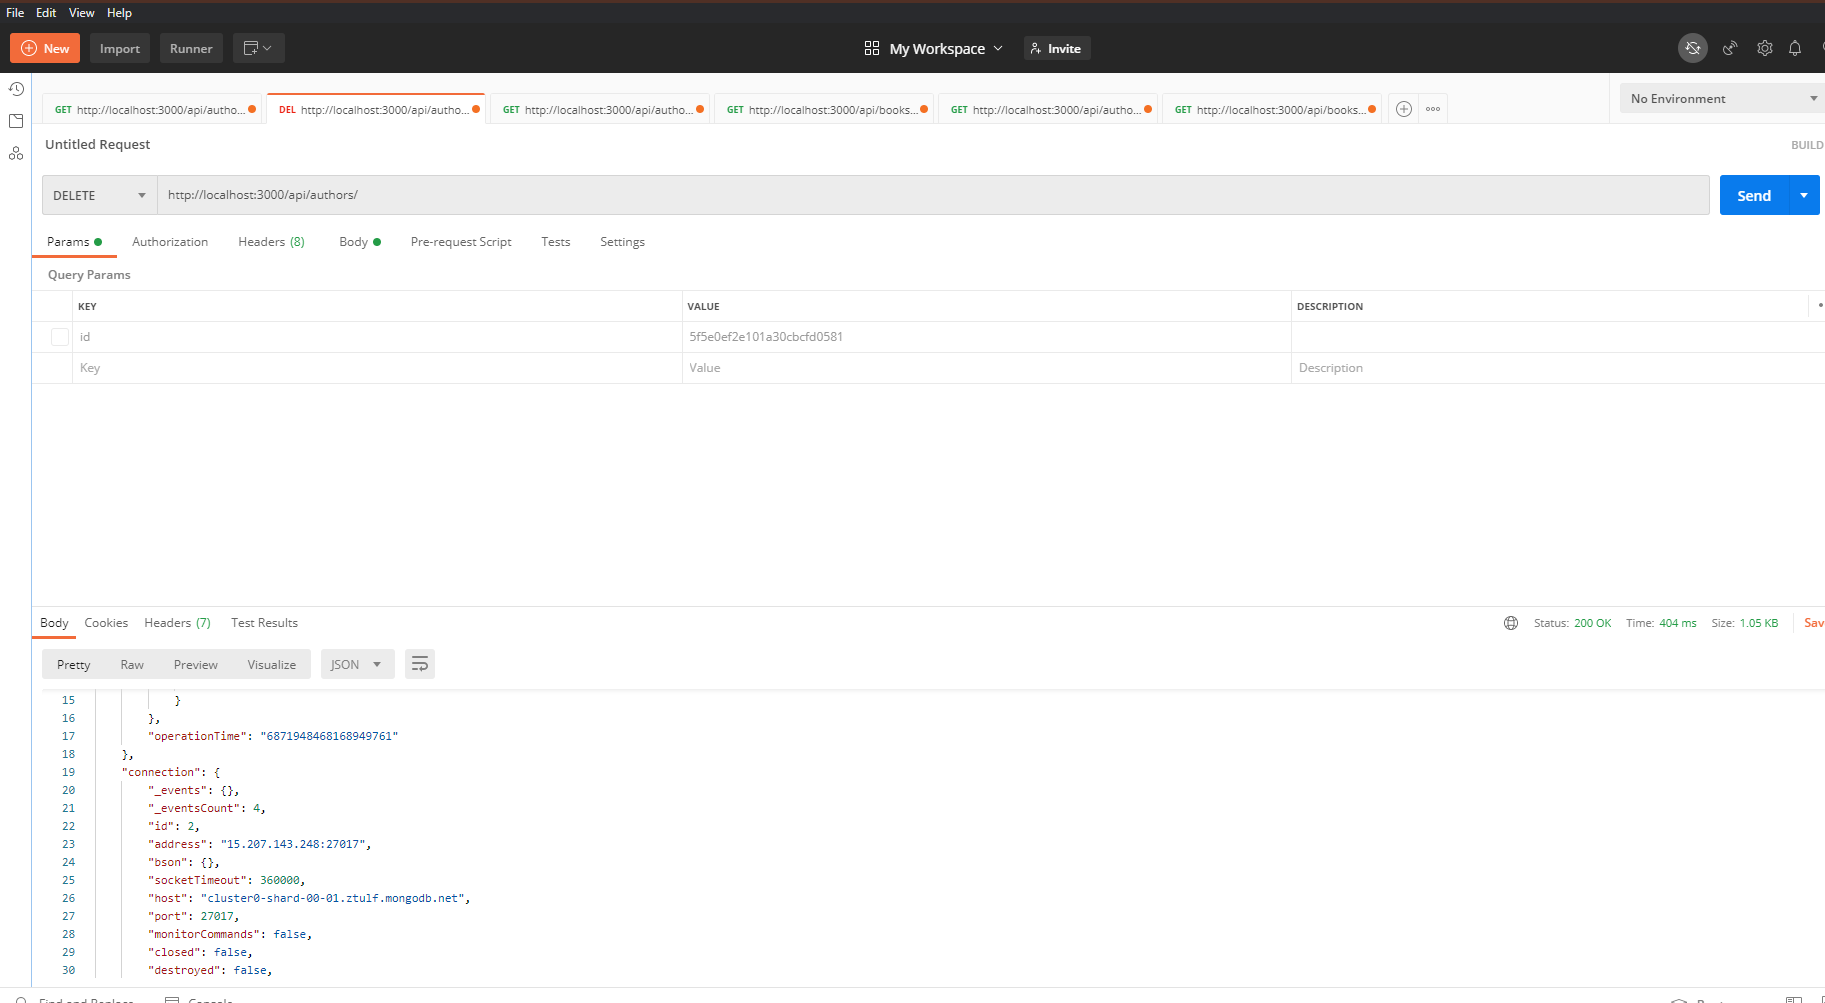 File Edit View Help
New Import Runner My Workspace Invite
GET http://localhost:3000/api/autho... DEL http://localhost:3000/api/autho... GET http://localhost:3000/api/autho... GET http://localhost:3000/api/books... GET http://localhost:3000/api/autho... GET http://localhost:3000/api/books... No Environment
Untitled Request BUILD
DELETE http://localhost:3000/api/authors/ Send
Params Authorization Headers (8) Body Pre-request Script Tests Settings
Query Params
KEY VALUE DESCRIPTION
id 5f5e0ef2e101a30cbcfd0581
Key Value Description
Body Cookies Headers (7) Test Results Status: 200 OK Time: 404 ms Size: 1.05 KB Sav
Pretty Raw Preview Visualize JSON
15 }
16 },
17 "operationTime": "6871948468168949761"
18 },
19 "connection": {
20 "_events": {},
21 "_eventsCount": 4,
22 "id": 2,
23 "address": "15.207.143.248:27017",
24 "bson": {},
25 "socketTimeout": 360000,
26 "host": "cluster0-shard-00-01.ztulf.mongodb.net",
27 "port": 27017,
28 "monitorCommands": false,
29 "closed": false,
30 "destroyed": false,
Find and Replace Console